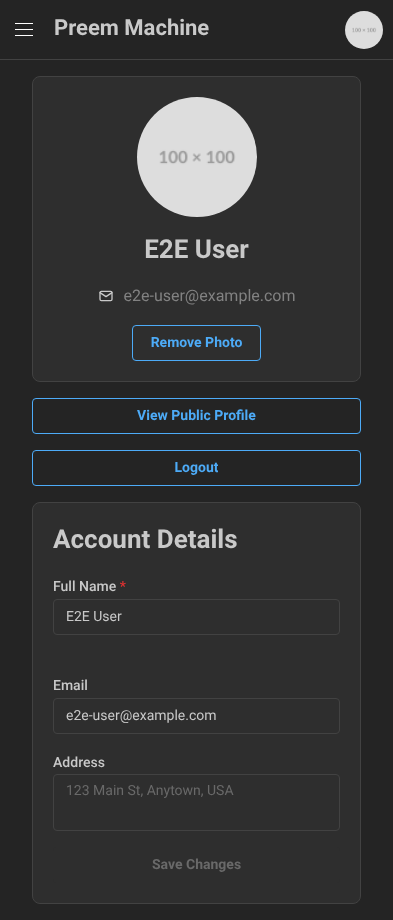 Preem Machine
100 × 100
100 × 100
E2E User
e2e-user@example.com
Remove Photo
View Public Profile
Logout
Account Details
Full Name *
E2E User
Email
e2e-user@example.com
Address
123 Main St, Anytown, USA
Save Changes